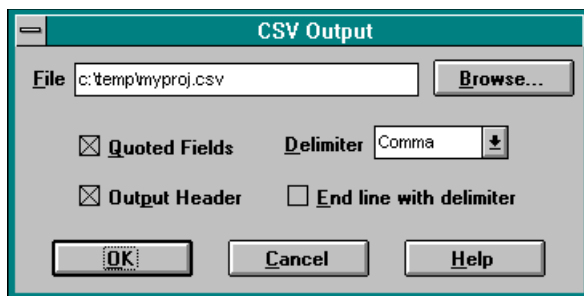 CSV Output
File c:\temp\myproj.csv Browse...
Quoted Fields Delimiter Comma
Output Header End line with delimiter
OK Cancel Help